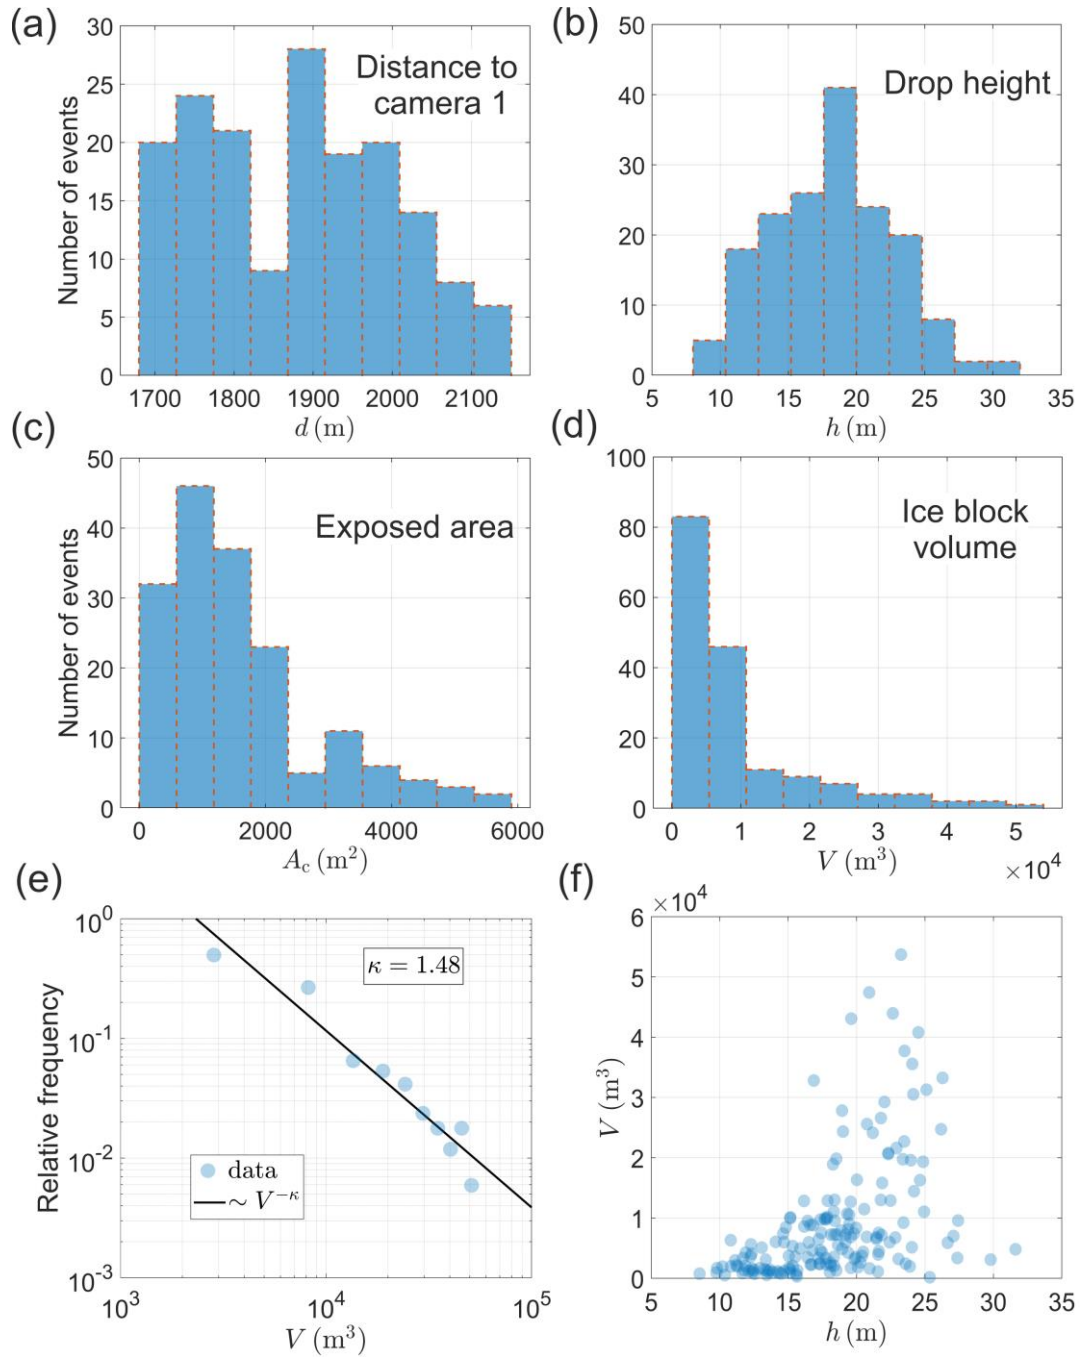 (a)
30
25
20
15
10
5
0
Number of events
Distance to
camera 1
1700 1800 1900 2000 2100
d (m)
(b)
50
40
30
20
10
0
Drop height
5 10 15 20 25 30 35
h (m)
(c)
50
40
30
20
10
0
Number of events
Exposed area
0 2000 4000 6000
A_c (m²)
(d)
100
80
60
40
20
0
Ice block
volume
0 1 2 3 4 5
V (m³)
×10⁴
(e)
10⁰
10⁻¹
10⁻²
10⁻³
Relative frequency
κ = 1.48
data
∼ V^{−κ}
10³ 10⁴ 10⁵
V (m³)
(f)
×10⁴
6
5
4
3
2
1
0
V (m³)
5 10 15 20 25 30 35
h (m)